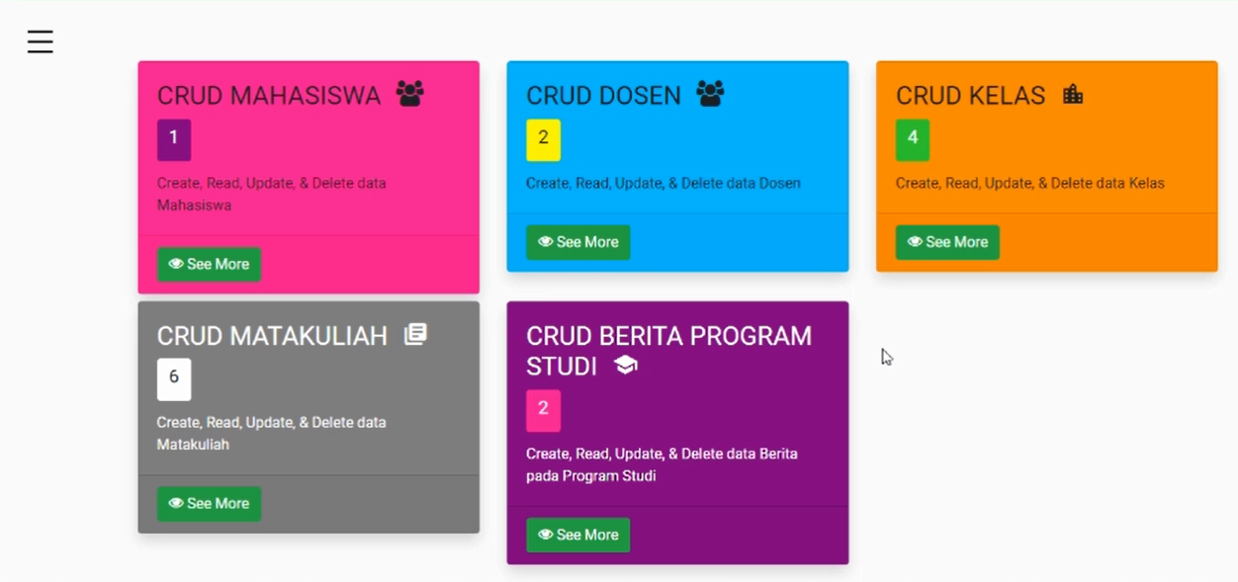 CRUD MAHASISWA
1
Create, Read, Update, & Delete data
Mahasiswa
See More
CRUD DOSEN
2
Create, Read, Update, & Delete data Dosen
See More
CRUD KELAS
4
Create, Read, Update, & Delete data Kelas
See More
CRUD MATAKULIAH
6
Create, Read, Update, & Delete data
Matakuliah
See More
CRUD BERITA PROGRAM
STUDI
2
Create, Read, Update, & Delete data Berita
pada Program Studi
See More